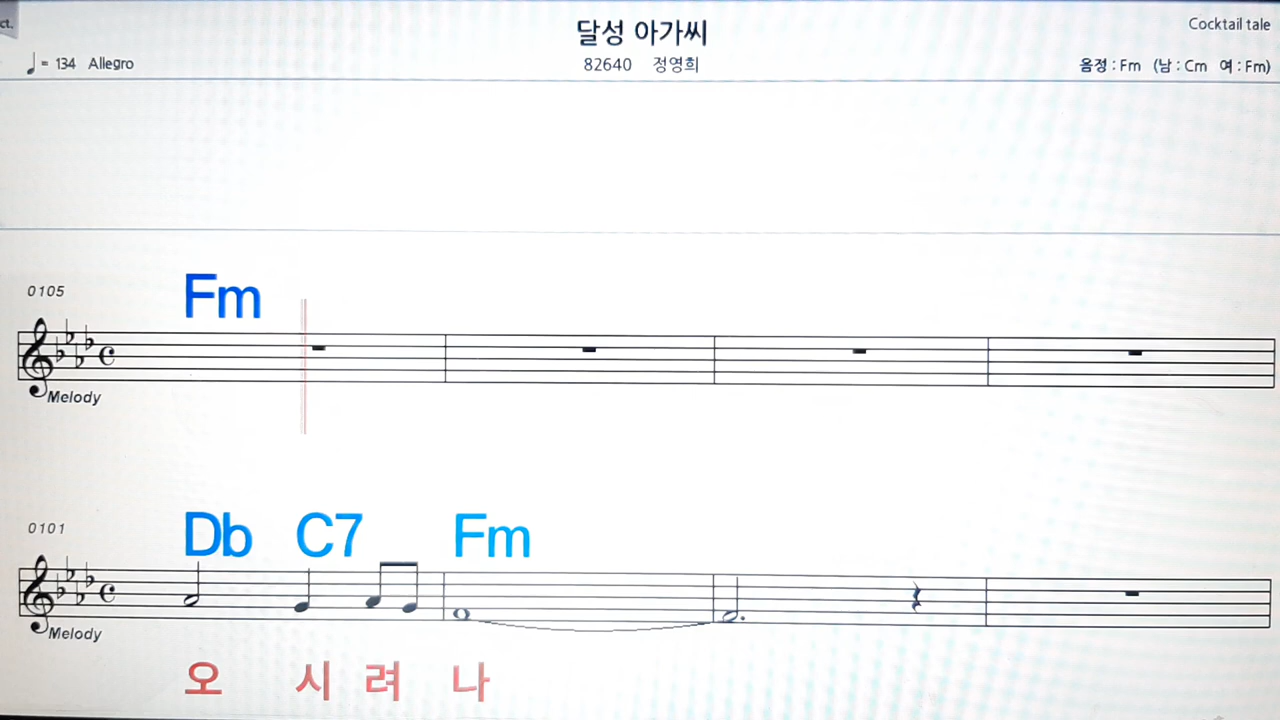 ct.
달성 아가씨
Cocktail tale
♩ = 134 Allegro
82640 정영희
음정 : Fm (남 : Cm 여 : Fm)
0105
Fm
Melody
0101
Db C7 Fm
Melody
오 시 려 나